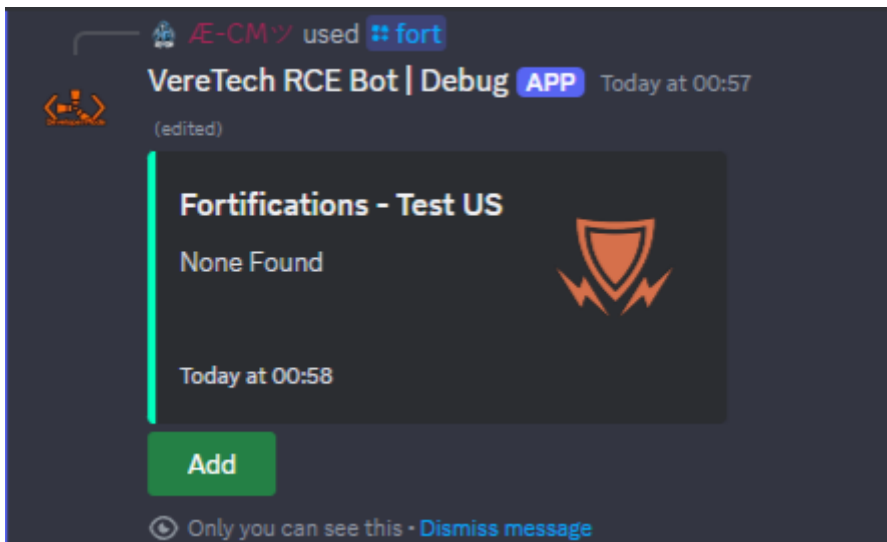 Æ-CMツ used fort
VereTech RCE Bot | Debug APP Today at 00:57
(edited)
Fortifications - Test US
None Found
Today at 00:58
Add
Only you can see this • Dismiss message